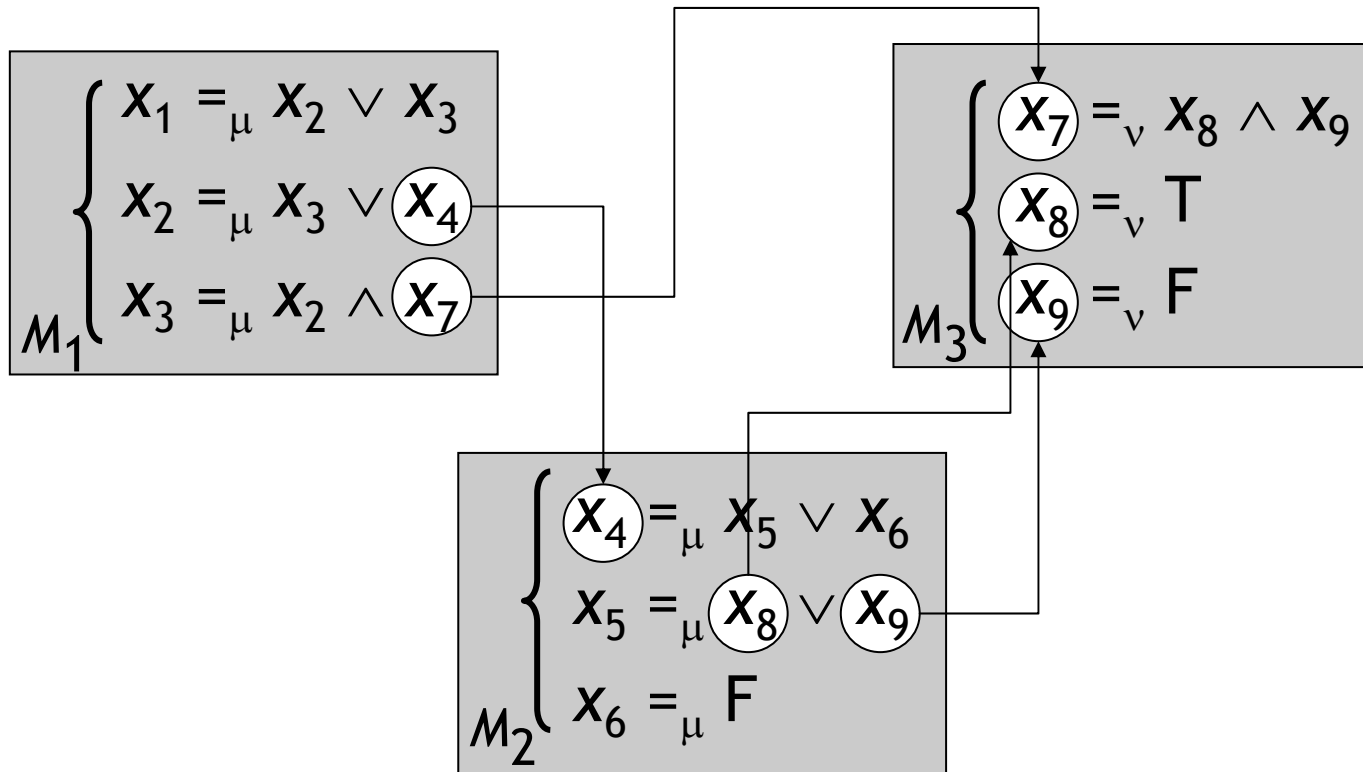 x₁ =μ x₂ ∨ x₃
x₂ =μ x₃ ∨ x₄
x₃ =μ x₂ ∧ x₇
M₁
x₇ =ν x₈ ∧ x₉
x₈ =ν T
x₉ =ν F
M₃
x₄ =μ x₅ ∨ x₆
x₅ =μ x₈ ∨ x₉
x₆ =μ F
M₂